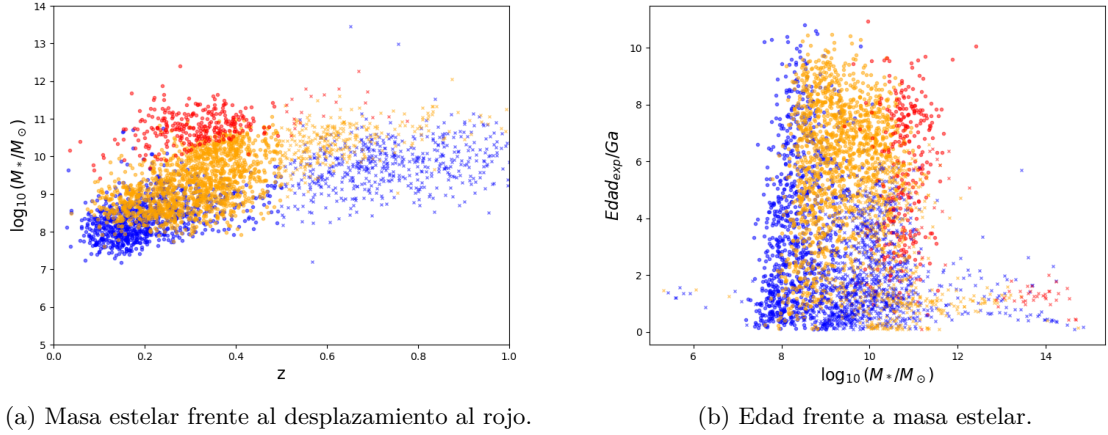 14
13
12
11
10
9
8
7
6
5
log₁₀(M*/M⊙)
0.0 0.2 0.4 0.6 0.8 1.0
z
10
8
6
4
2
0
Edad_exp/Ga
6 8 10 12 14
log₁₀(M*/M⊙)
(a) Masa estelar frente al desplazamiento al rojo.
(b) Edad frente a masa estelar.